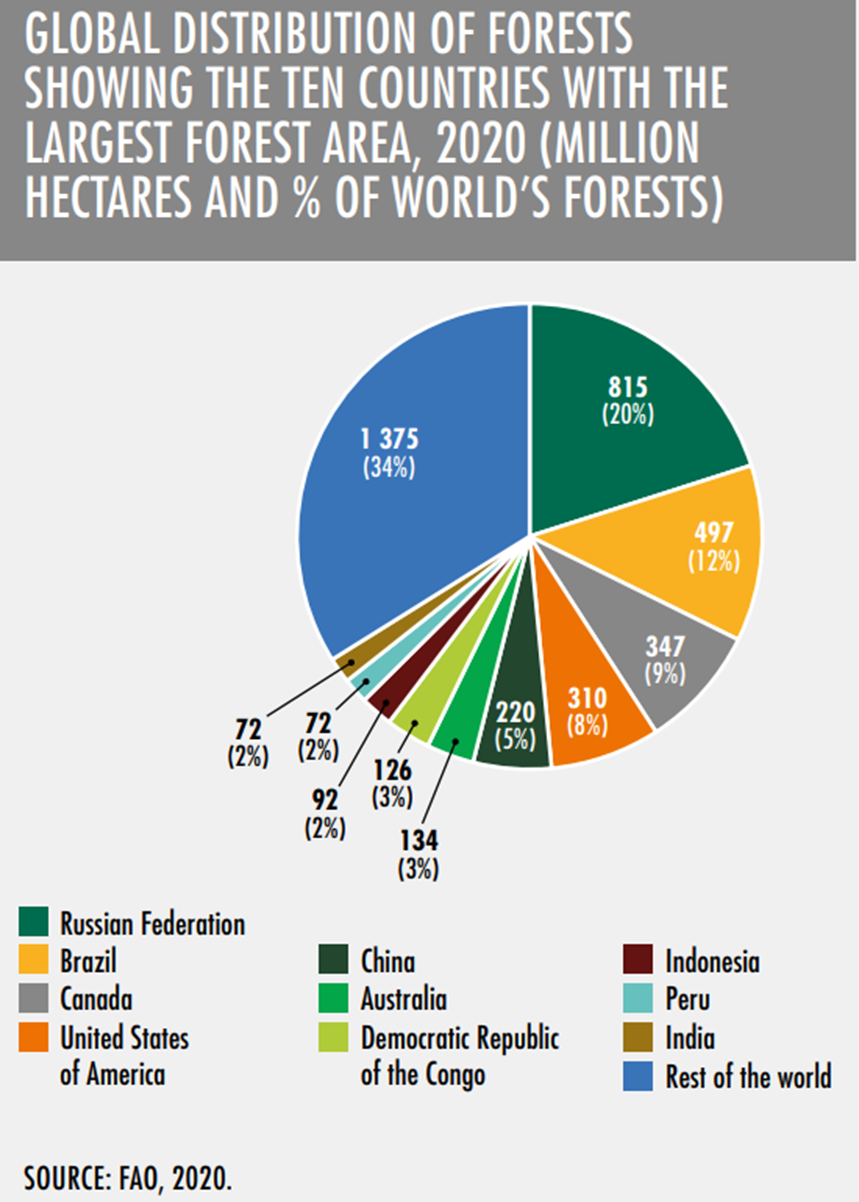 GLOBAL DISTRIBUTION OF FORESTS
SHOWING THE TEN COUNTRIES WITH THE
LARGEST FOREST AREA, 2020 (MILLION
HECTARES AND % OF WORLD’S FORESTS)
815
(20%)
1 375
(34%)
497
(12%)
347
(9%)
310
(8%)
220
(5%)
72
(2%)
72
(2%)
126
(3%)
92
(2%)
134
(3%)
Russian Federation
Brazil
Canada
United States
of America
China
Australia
Democratic Republic
of the Congo
Indonesia
Peru
India
Rest of the world
SOURCE: FAO, 2020.